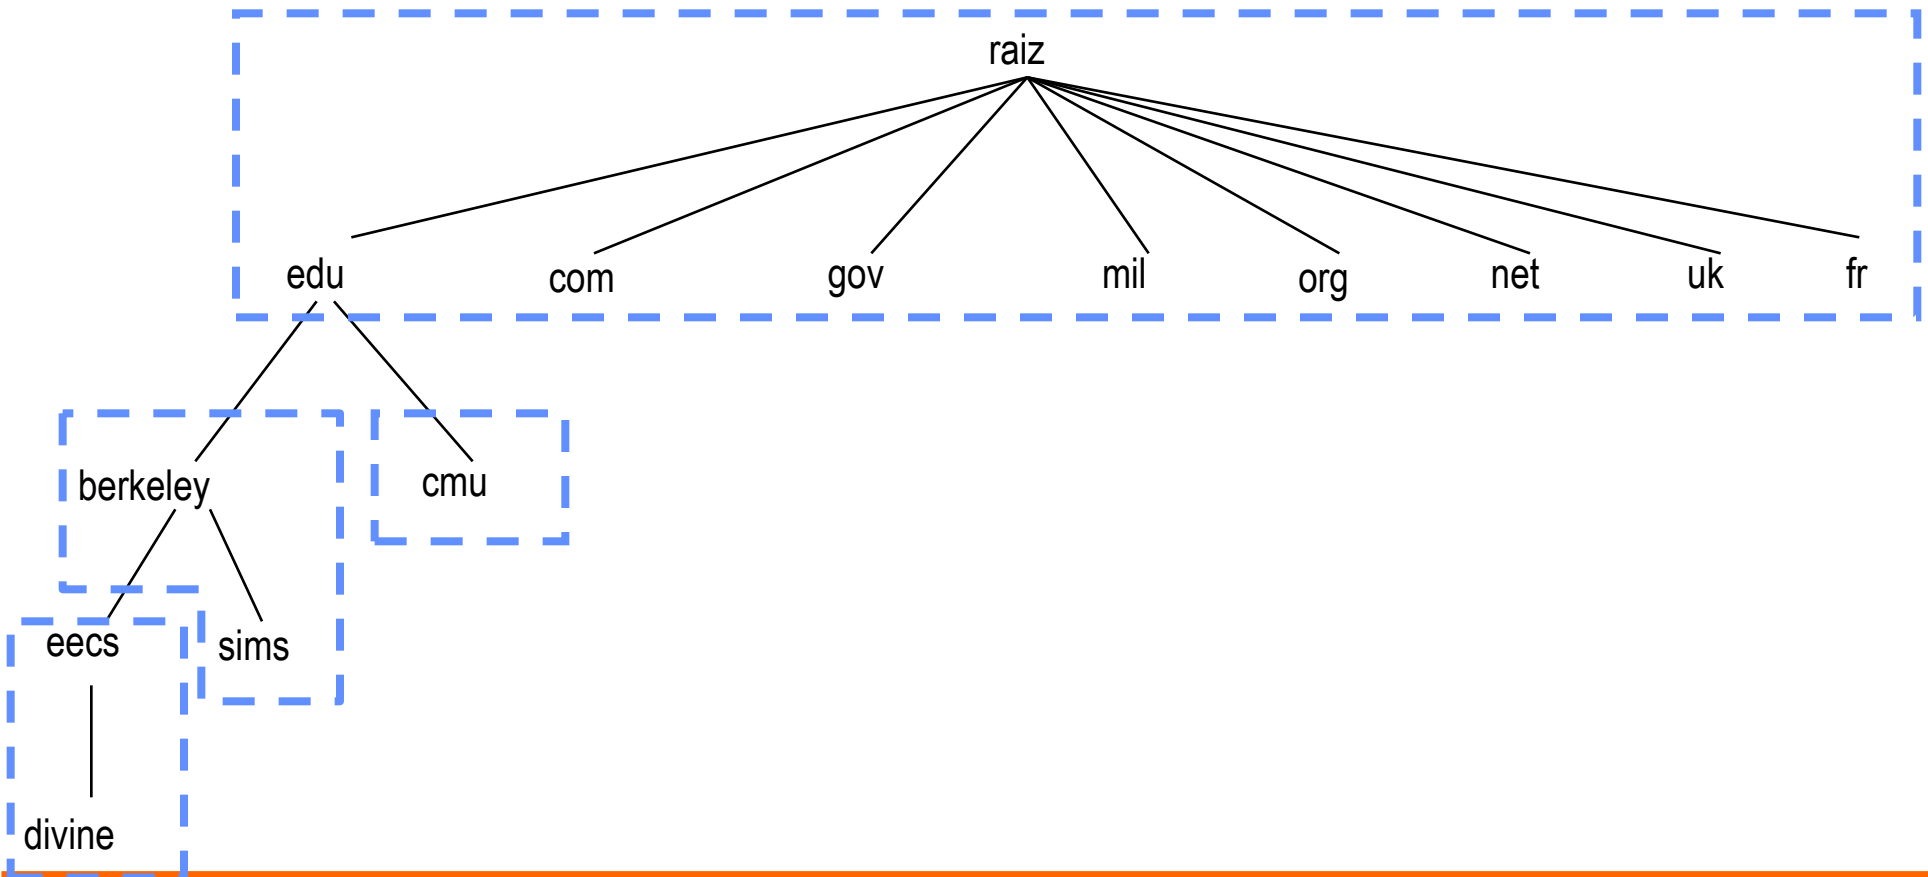 raiz
edu com gov mil org net uk fr
berkeley cmu
eecs sims
divine